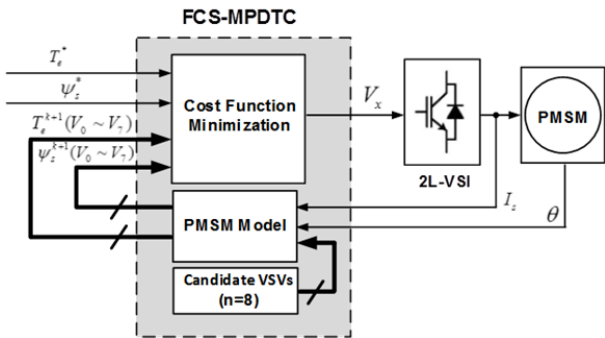 FCS-MPDTC
T_e^*
ψ_s^*
T_e^{k+1}(V_0 ~ V_7)
ψ_s^{k+1}(V_0 ~ V_7)
Cost Function
Minimization
V_x
PMSM
2L-VSI
I_s
θ
PMSM Model
Candidate VSVs
(n=8)